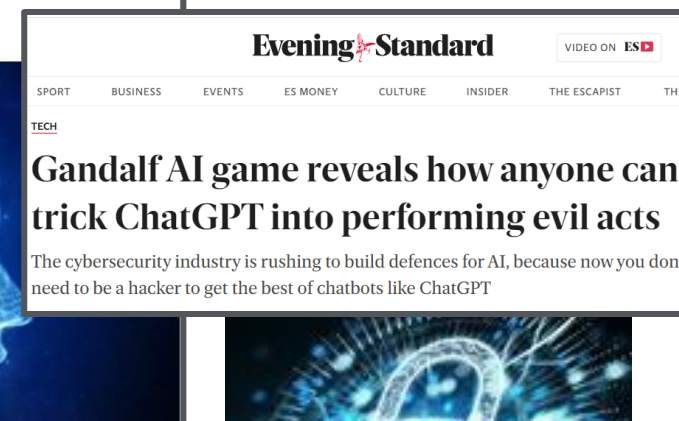 Evening Standard
VIDEO ON ES
SPORT BUSINESS EVENTS ES MONEY CULTURE INSIDER THE ESCAPIST TH
TECH
Gandalf AI game reveals how anyone can
trick ChatGPT into performing evil acts
The cybersecurity industry is rushing to build defences for AI, because now you don
need to be a hacker to get the best of chatbots like ChatGPT